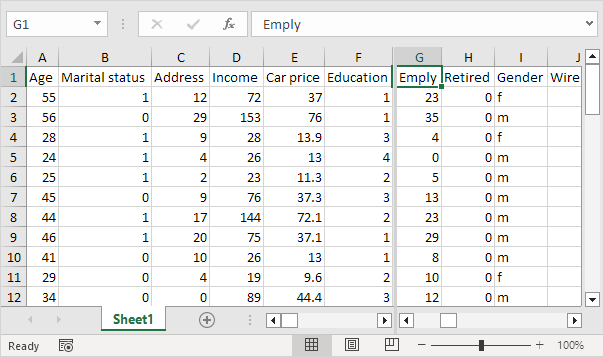 G1 Emply
A B C D E F G H I J
1 Age Marital status Address Income Car price Education Emply Retired Gender Wire
2 55 1 12 72 37 1 23 0 f
3 56 0 29 153 76 1 35 0 m
4 28 1 9 28 13.9 3 4 0 f
5 24 1 4 26 13 4 0 0 m
6 25 1 2 23 11.3 2 5 0 m
7 45 0 9 76 37.3 3 13 0 m
8 44 1 17 144 72.1 2 23 0 m
9 46 1 20 75 37.1 1 29 0 m
10 41 0 10 26 13 1 8 0 m
11 29 0 4 19 9.6 2 10 0 f
12 34 0 0 89 44.4 3 12 0 m
Sheet1
Ready 100%